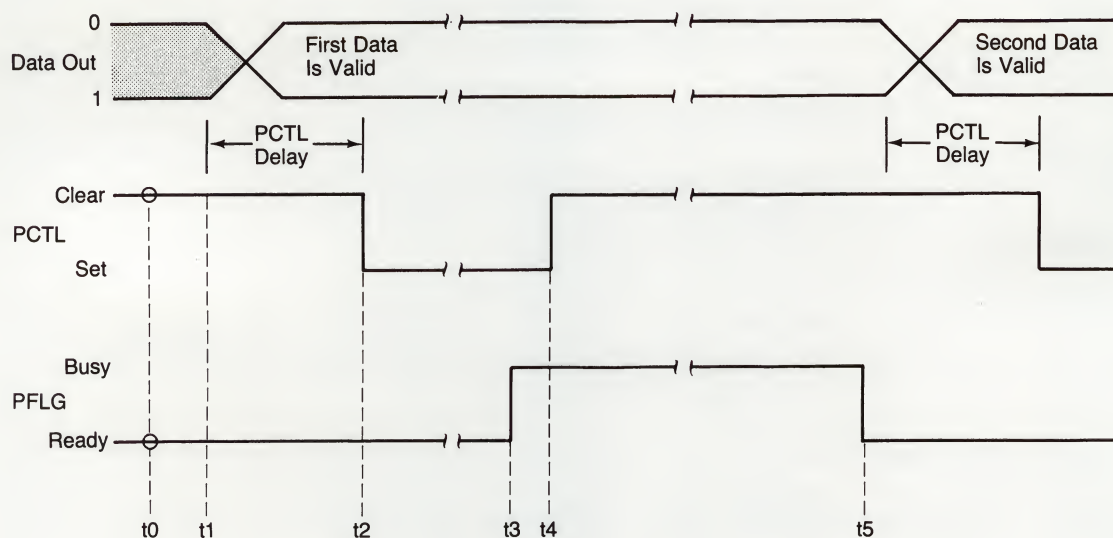 0
Data Out
1
First Data
Is Valid
Second Data
Is Valid
PCTL
Delay
PCTL
Delay
Clear
PCTL
Set
Busy
PFLG
Ready
t0 t1 t2 t3 t4 t5